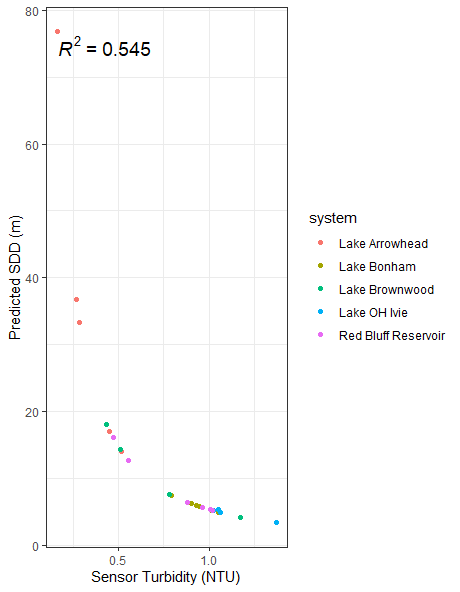 80
R² = 0.545
60
40
20
0
Predicted SDD (m)
0.5 1.0
Sensor Turbidity (NTU)
system
Lake Arrowhead
Lake Bonham
Lake Brownwood
Lake OH Ivie
Red Bluff Reservoir